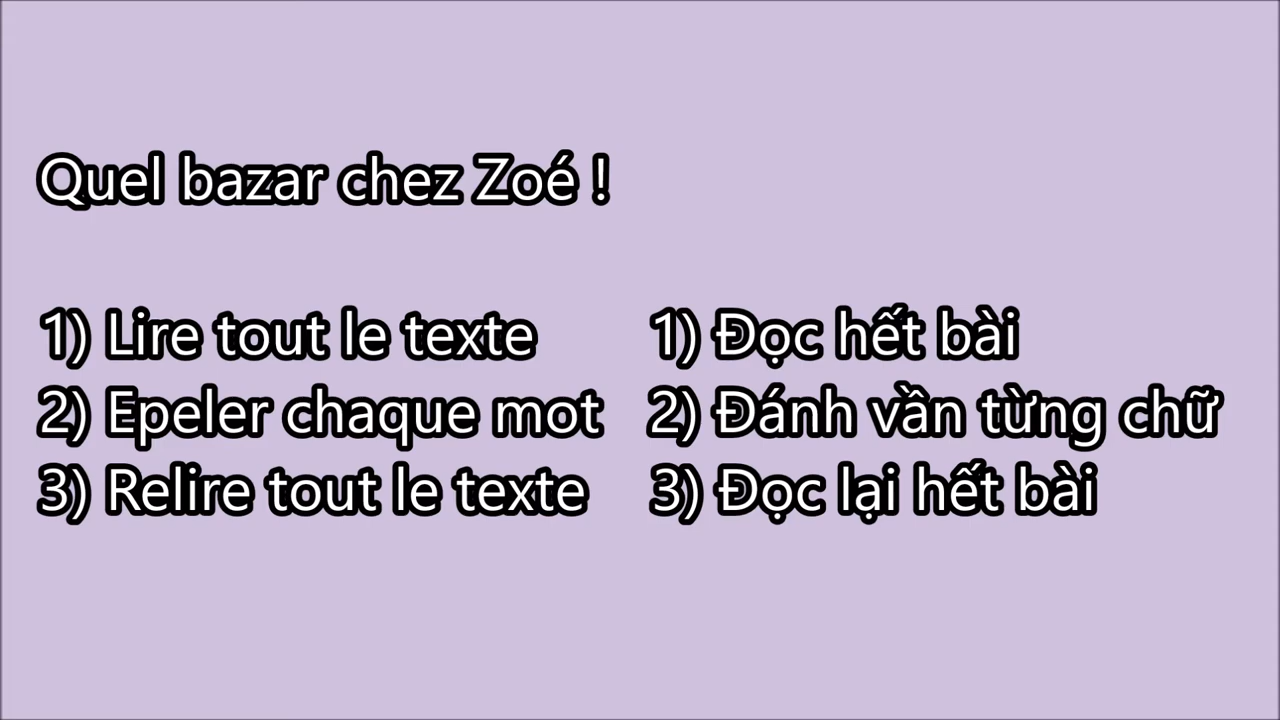 Quel bazar chez Zoé !
1) Lire tout le texte 1) Đọc hết bài
2) Epeler chaque mot 2) Đánh vần từng chữ
3) Relire tout le texte 3) Đọc lại hết bài